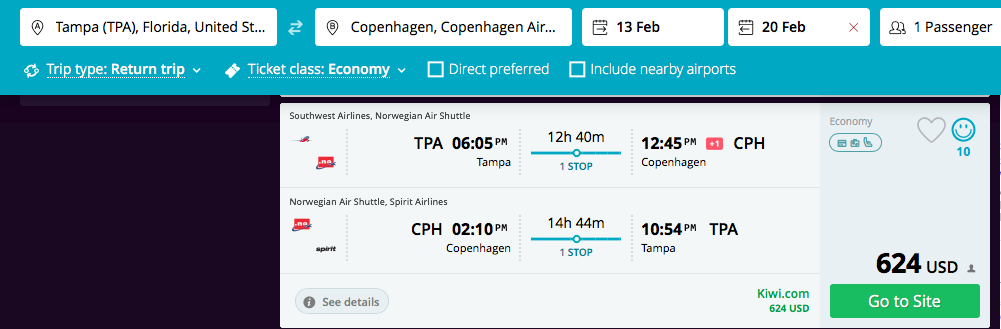 Tampa (TPA), Florida, United St...
Copenhagen, Copenhagen Air...
13 Feb
20 Feb
1 Passenger
Trip type: Return trip
Ticket class: Economy
Direct preferred
Include nearby airports
Southwest Airlines, Norwegian Air Shuttle
TPA 06:05 PM
Tampa
12h 40m
1 STOP
12:45 PM +1 CPH
Copenhagen
Norwegian Air Shuttle, Spirit Airlines
.no
CPH 02:10 PM
Copenhagen
14h 44m
1 STOP
10:54 PM TPA
Tampa
.no
spirit
See details
Kiwi.com
624 USD
Economy
10
624 USD
Go to Site